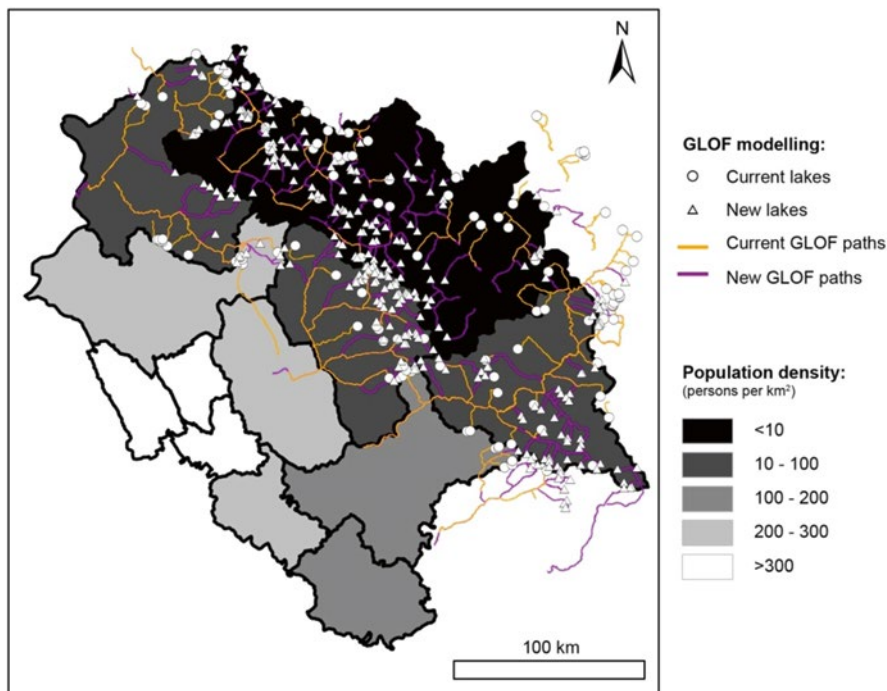 N
GLOF modelling:
Current lakes
New lakes
Current GLOF paths
New GLOF paths
Population density:
(persons per km²)
<10
10 - 100
100 - 200
200 - 300
>300
100 km